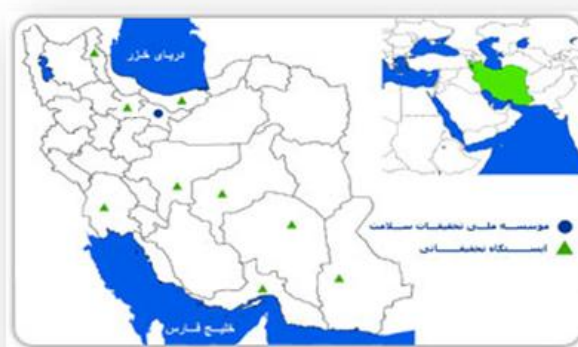 دریای خزر
موسسه ملی تحقیقات سلامت
ایستگاه تحقیقاتی
خلیج فارس